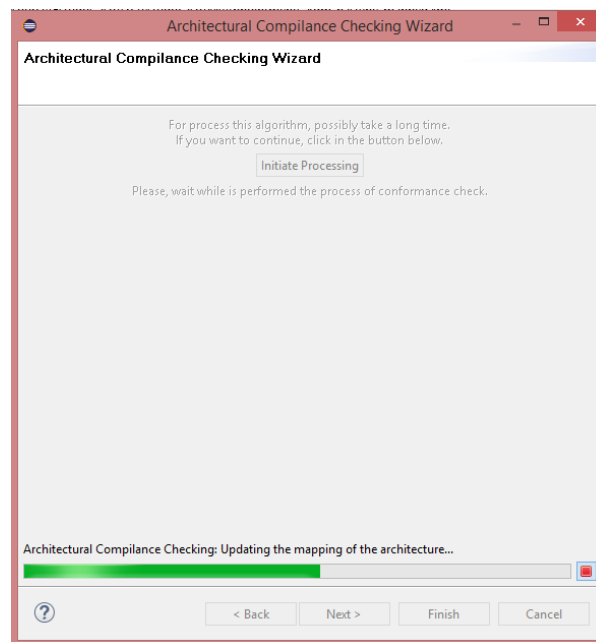 Architectural Compilance Checking Wizard
Architectural Compilance Checking Wizard
For process this algorithm, possibly take a long time.
If you want to continue, click in the button below.
Initiate Processing
Please, wait while is performed the process of conformance check.
Architectural Compilance Checking: Updating the mapping of the architecture...
?
< Back Next > Finish Cancel